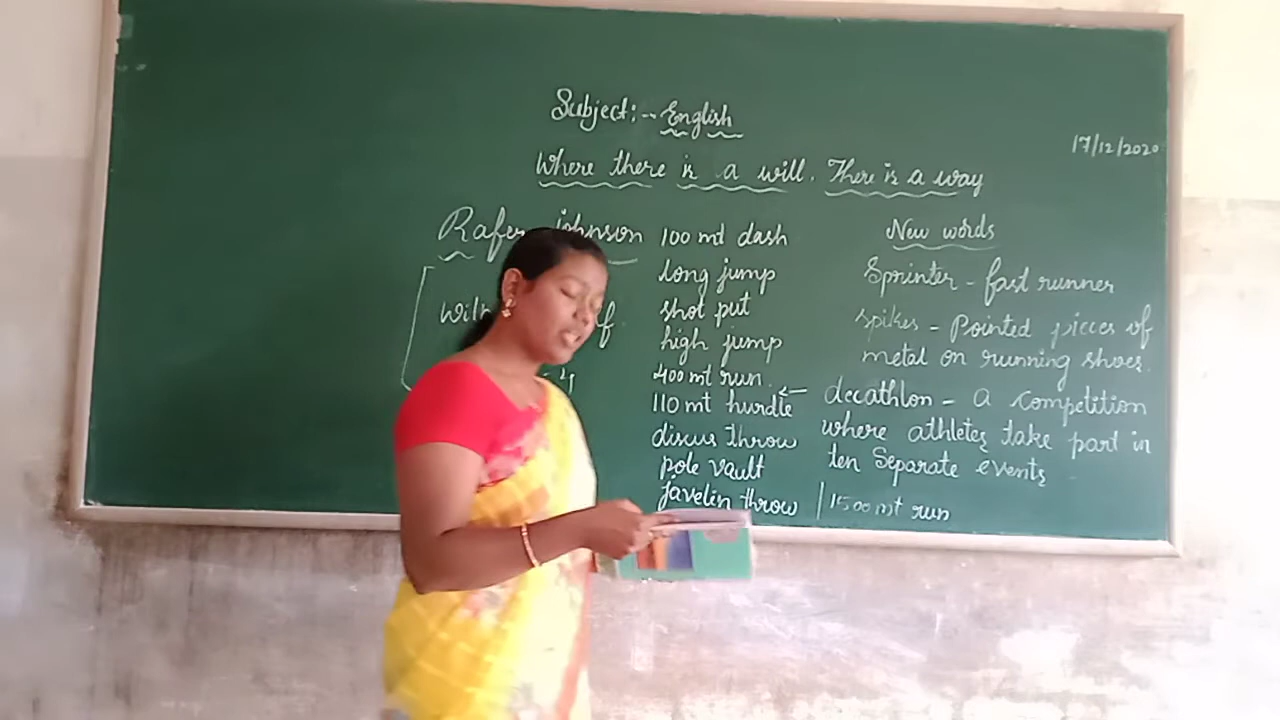 Subject:- English
17/12/2020
Where there is a will. There is a way
Rafer johnson
100 mt dash
long jump
shot put
high jump
400 mt run
110 mt hurdle
discus throw
pole vault
javelin throw
New words
Sprinter - fast runner
spikes - Pointed pieces of
metal on running shoes.
decathlon - a competition
where athletes take part in
ten Separate events
1500 mt run